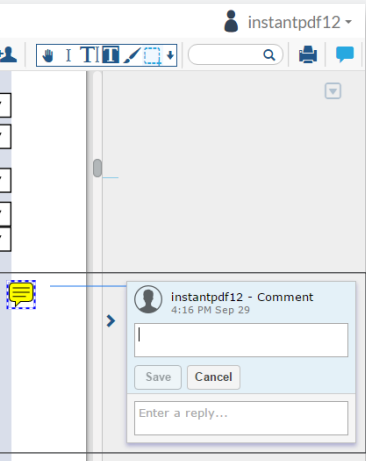 instantpdf12
I T T T
instantpdf12 - Comment
4:16 PM Sep 29
Save Cancel
Enter a reply...